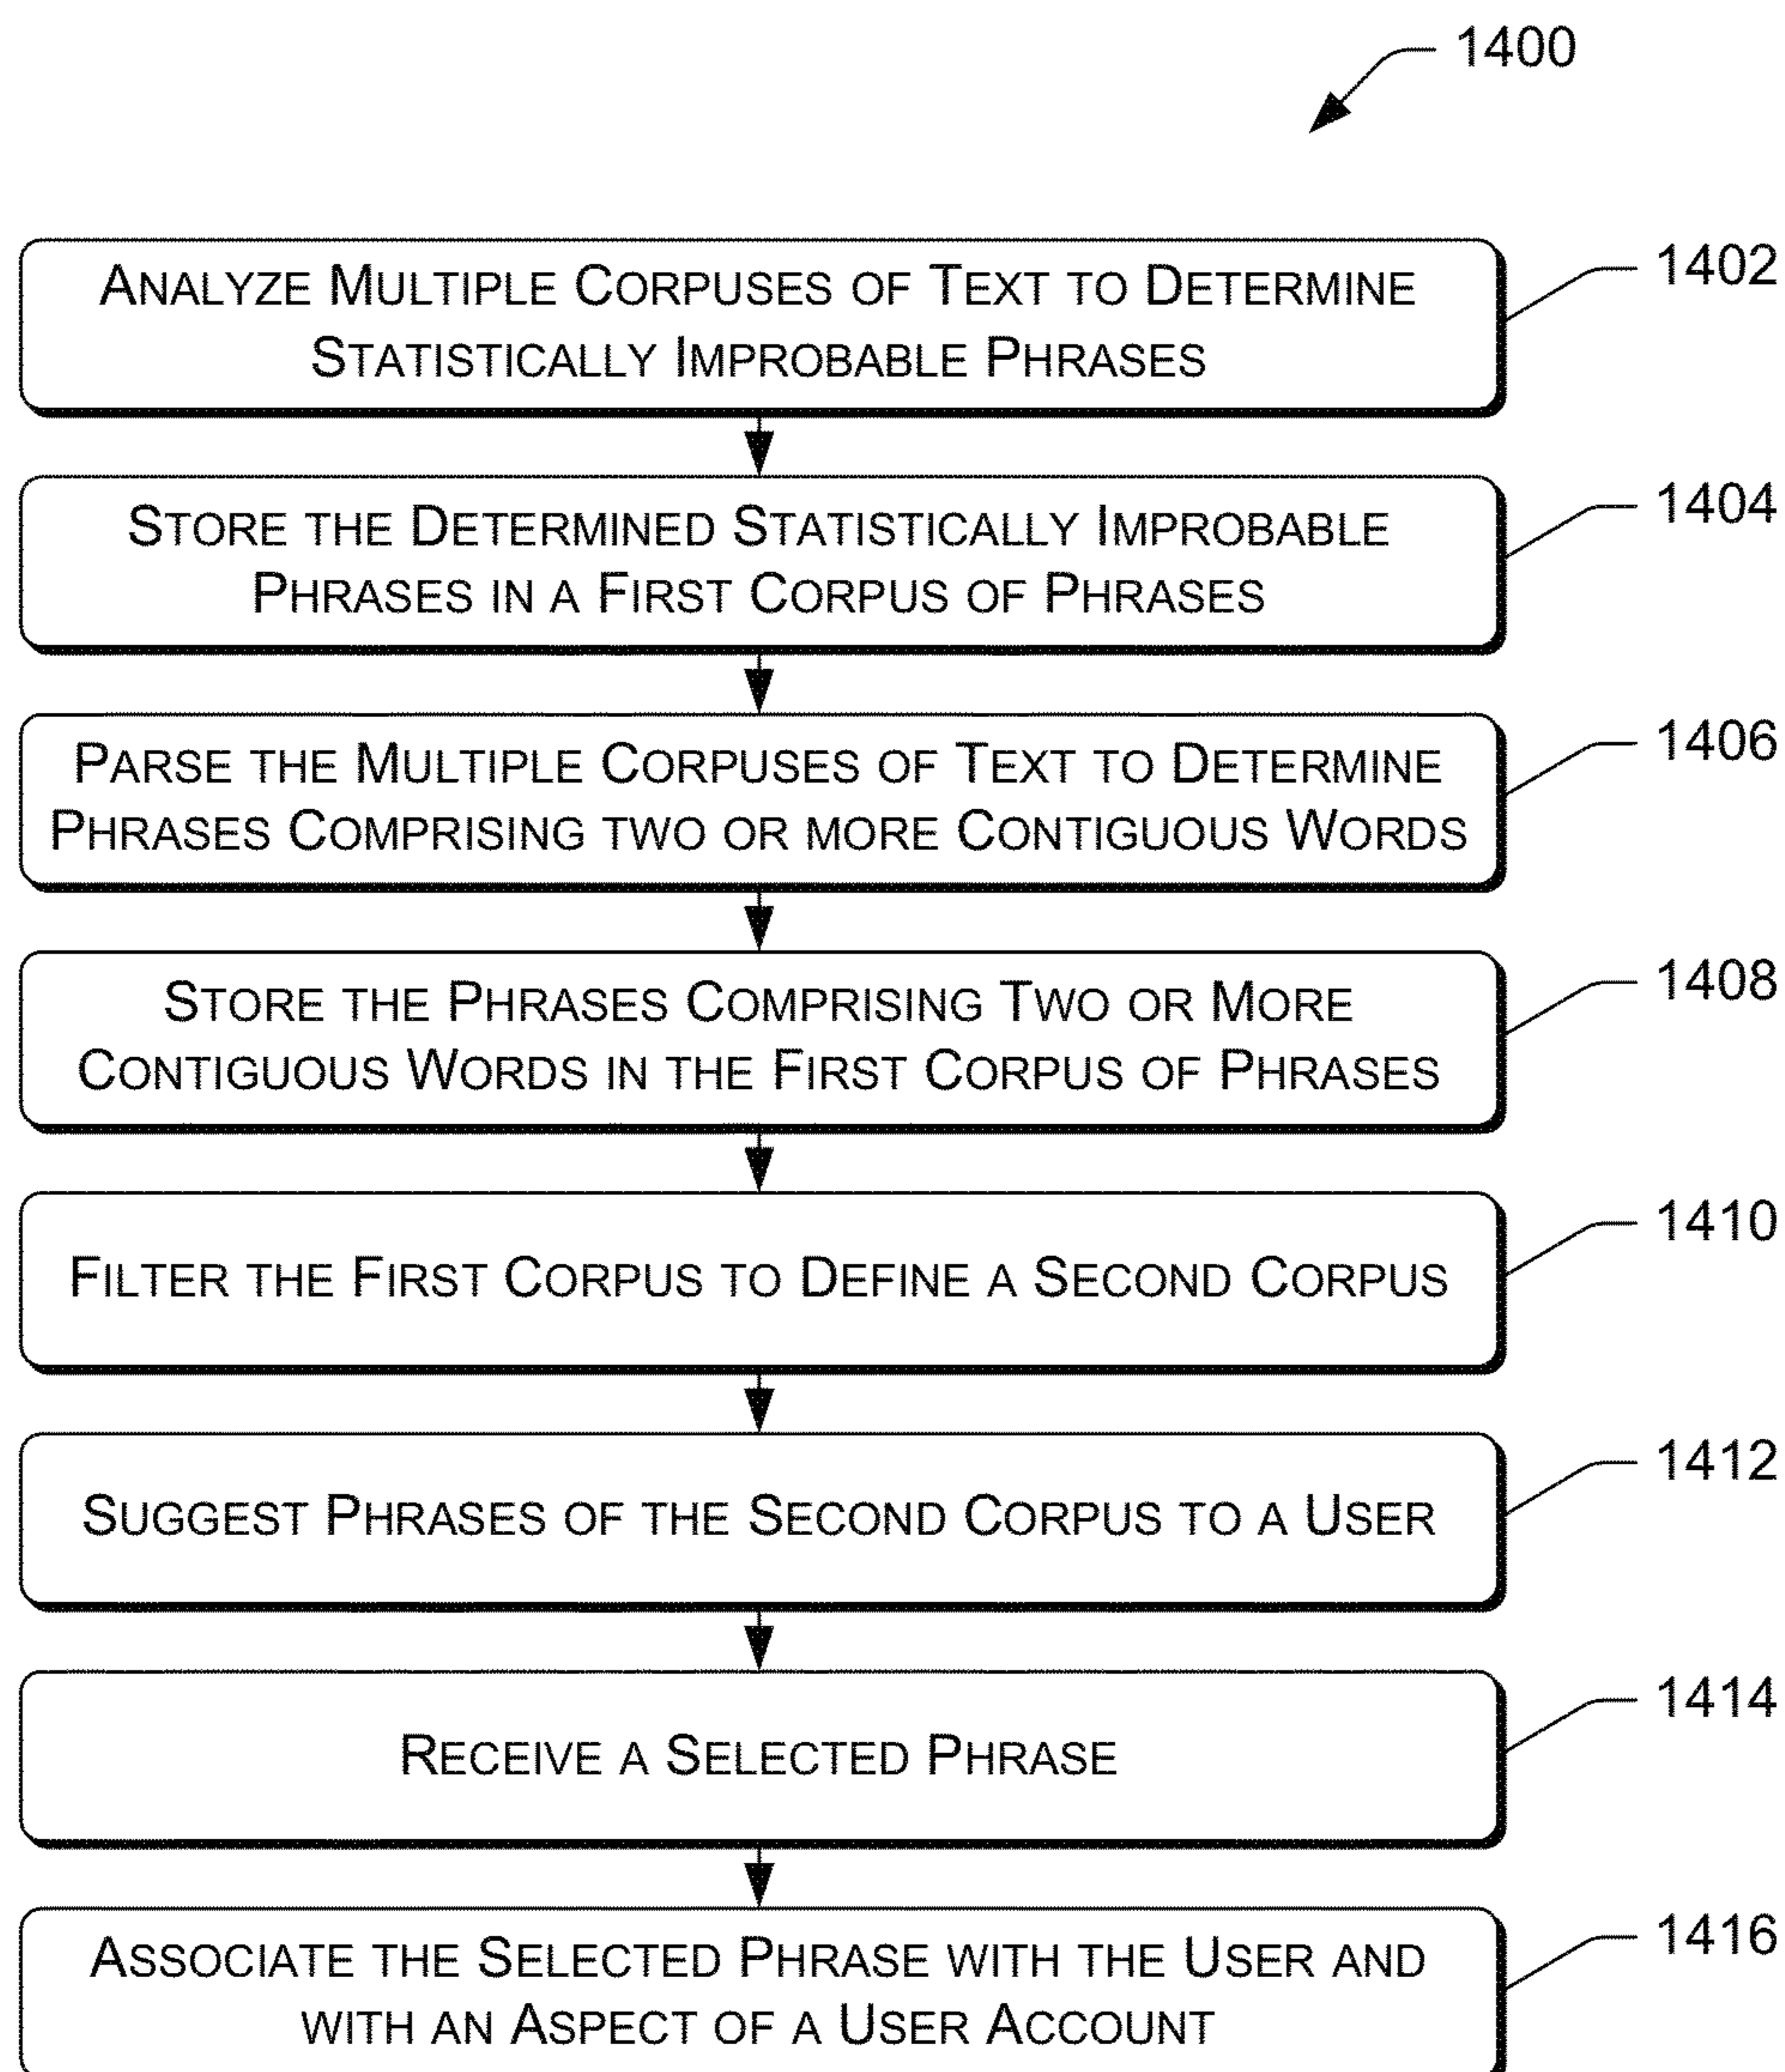 1400
ANALYZE MULTIPLE CORPUSES OF TEXT TO DETERMINE
STATISTICALLY IMPROBABLE PHRASES
1402
STORE THE DETERMINED STATISTICALLY IMPROBABLE
PHRASES IN A FIRST CORPUS OF PHRASES
1404
PARSE THE MULTIPLE CORPUSES OF TEXT TO DETERMINE
PHRASES COMPRISING TWO OR MORE CONTIGUOUS WORDS
1406
STORE THE PHRASES COMPRISING TWO OR MORE
CONTIGUOUS WORDS IN THE FIRST CORPUS OF PHRASES
1408
FILTER THE FIRST CORPUS TO DEFINE A SECOND CORPUS
1410
SUGGEST PHRASES OF THE SECOND CORPUS TO A USER
1412
RECEIVE A SELECTED PHRASE
1414
ASSOCIATE THE SELECTED PHRASE WITH THE USER AND
WITH AN ASPECT OF A USER ACCOUNT
1416